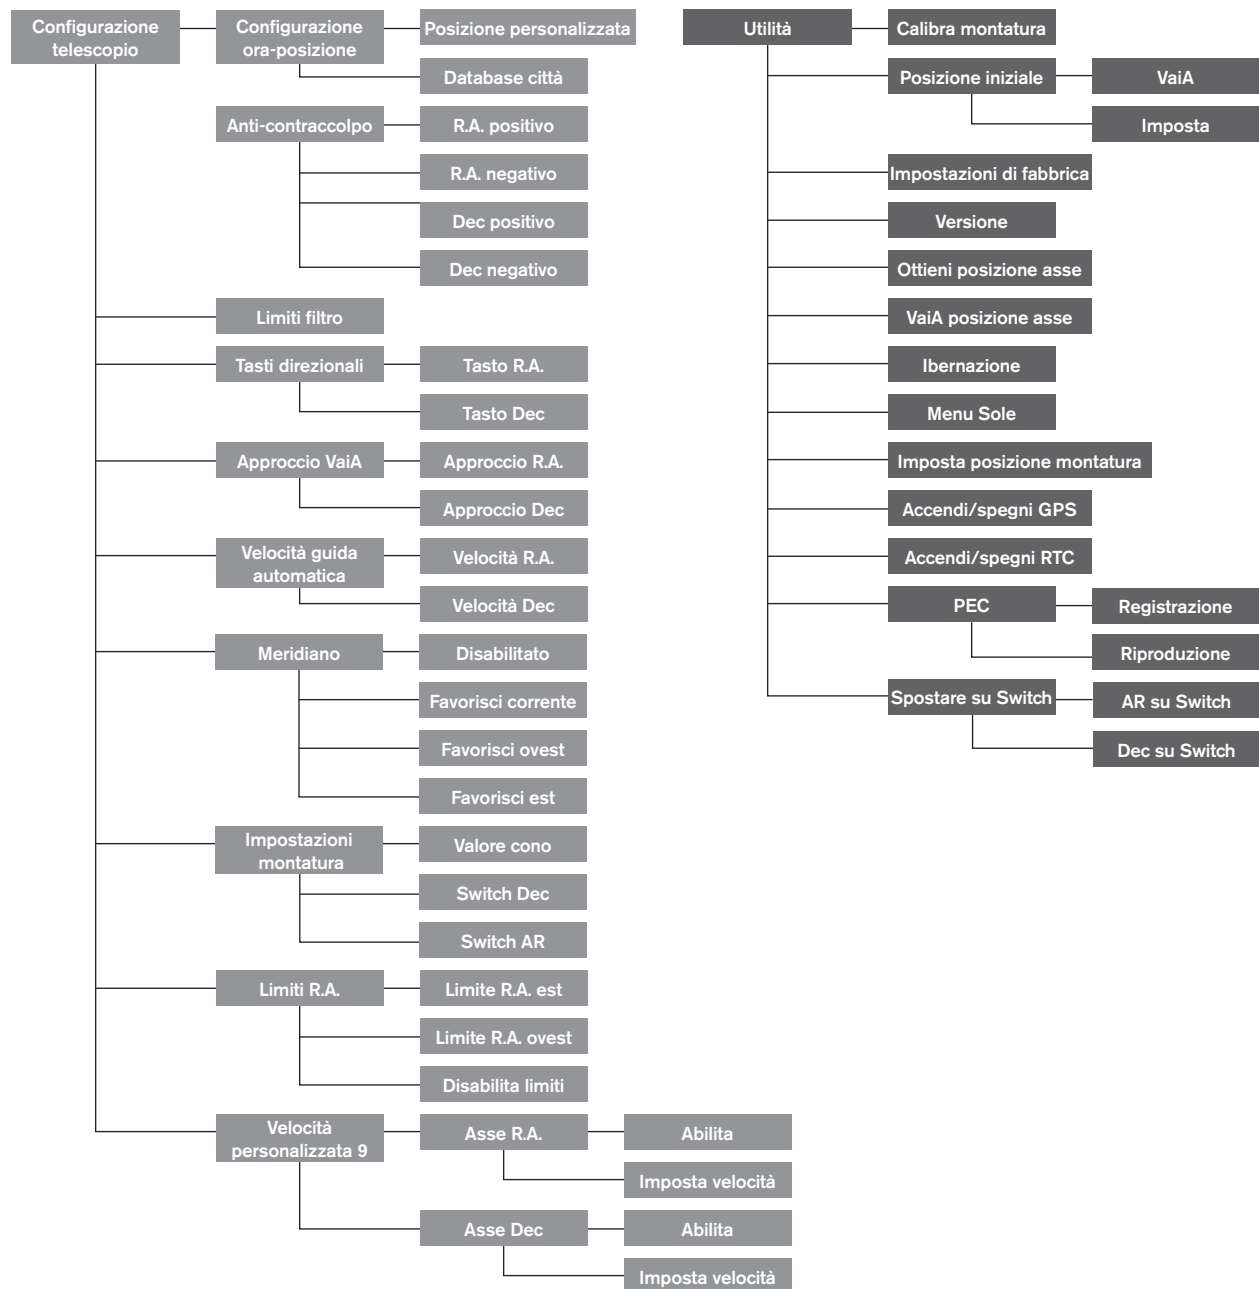 Configurazione
telescopio
Configurazione
ora-posizione
Posizione personalizzata
Database città
Anti-contraccolpo
R.A. positivo
R.A. negativo
Dec positivo
Dec negativo
Limiti filtro
Tasti direzionali
Tasto R.A.
Tasto Dec
Approccio VaiA
Approccio R.A.
Approccio Dec
Velocità guida
automatica
Velocità R.A.
Velocità Dec
Meridiano
Disabilitato
Favorisci corrente
Favorisci ovest
Favorisci est
Impostazioni
montatura
Valore cono
Switch Dec
Switch AR
Limiti R.A.
Limite R.A. est
Limite R.A. ovest
Disabilita limiti
Velocità
personalizzata 9
Asse R.A.
Abilita
Imposta velocità
Asse Dec
Abilita
Imposta velocità
Utilità
Calibra montatura
Posizione iniziale
VaiA
Imposta
Impostazioni di fabbrica
Versione
Ottieni posizione asse
VaiA posizione asse
Ibernazione
Menu Sole
Imposta posizione montatura
Accendi/spegni GPS
Accendi/spegni RTC
PEC
Registrazione
Riproduzione
Spostare su Switch
AR su Switch
Dec su Switch